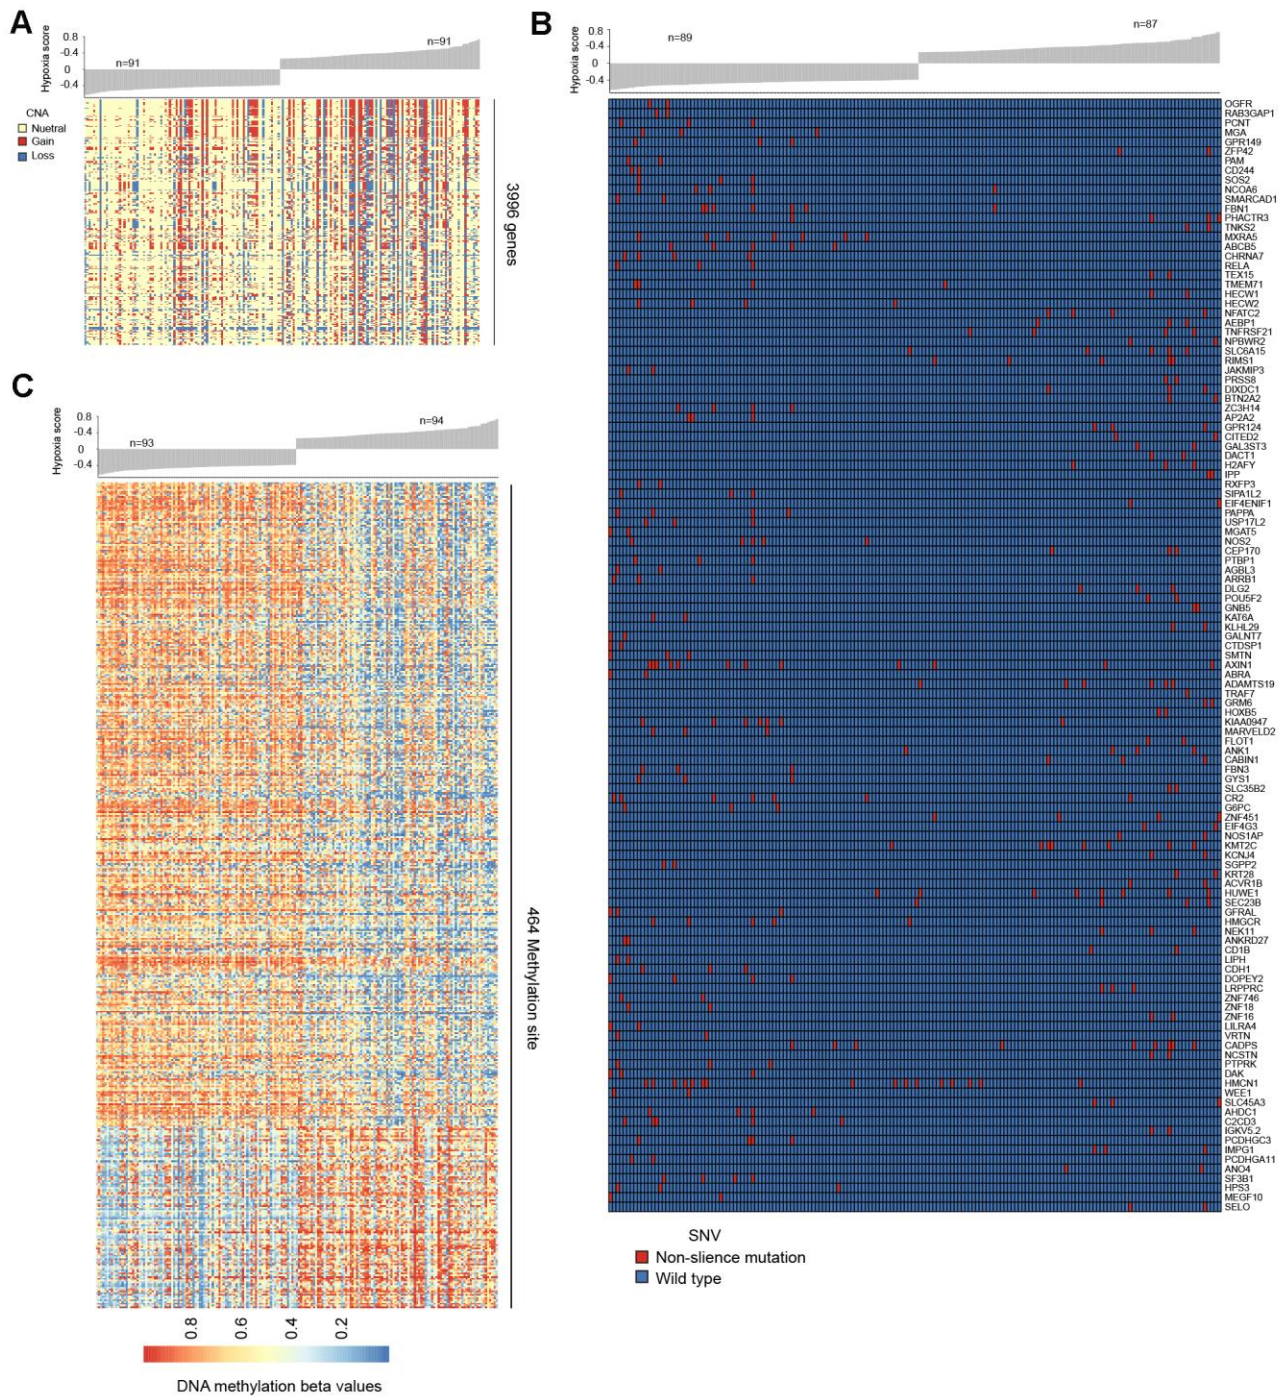 A
Hypoxia score
0.8
-0.4
0
-0.4
n=91
n=91
CNA
Nuetral
Gain
Loss
3996 genes
B
Hypoxia score
0.8
-0.4
0
-0.4
n=89
n=87
OGFR
RAB3GAP1
PCNT
MGA
GPR149
ZFP42
PAM
CD244
SOS2
NCOA6
SMARCAD1
FBN1
PHACTR3
TNKS2
MXRA5
ABCB5
CHRNA7
RELA
TEX15
TMEM71
HECW1
HECW2
NFATC2
AEBP1
TNFRSF21
NPBWR2
SLC6A15
RIMS1
JAKMIP3
PRSS8
DIXDC1
BTN2A2
ZC3H14
AP2A2
GPR124
CITED2
GAL3ST3
DACT1
H2AFY
IPP
RXFP3
SIPA1L2
EIF4ENIF1
PAPPA
USP17L2
MGAT5
NOS2
CEP170
PTBP1
AGBL3
ARRB1
DLG2
POU5F2
GNB5
KAT6A
KLHL29
GALNT7
CTDSP1
SMTN
AXIN1
ABRA
ADAMTS19
TRAF7
GRM6
HOXB5
KIAA0947
MARVELD2
FLOT1
ANK1
CABIN1
FBN3
GYS1
SLC35B2
CR2
G6PC
ZNF451
EIF4G3
NOS1AP
KMT2C
KCNJ4
SGPP2
KRT28
ACVR1B
HUWE1
SEC23B
GFRAL
HMGCR
NEK11
ANKRD27
CD1B
LIPH
CDH1
DOPEY2
LRPPRC
ZNF746
ZNF18
ZNF16
LILRA4
VRTN
CADPS
NCSTN
PTPRK
DAK
HMCN1
WEE1
SLC45A3
AHDC1
C2CD3
IGKV5.2
PCDHGC3
IMPG1
PCDHGA11
ANO4
SF3B1
HPS3
MEGF10
SELO
SNV
Non-slience mutation
Wild type
C
Hypoxia score
0.8
-0.4
0
-0.4
n=93
n=94
464 Methylation site
0.8
0.6
0.4
0.2
DNA methylation beta values